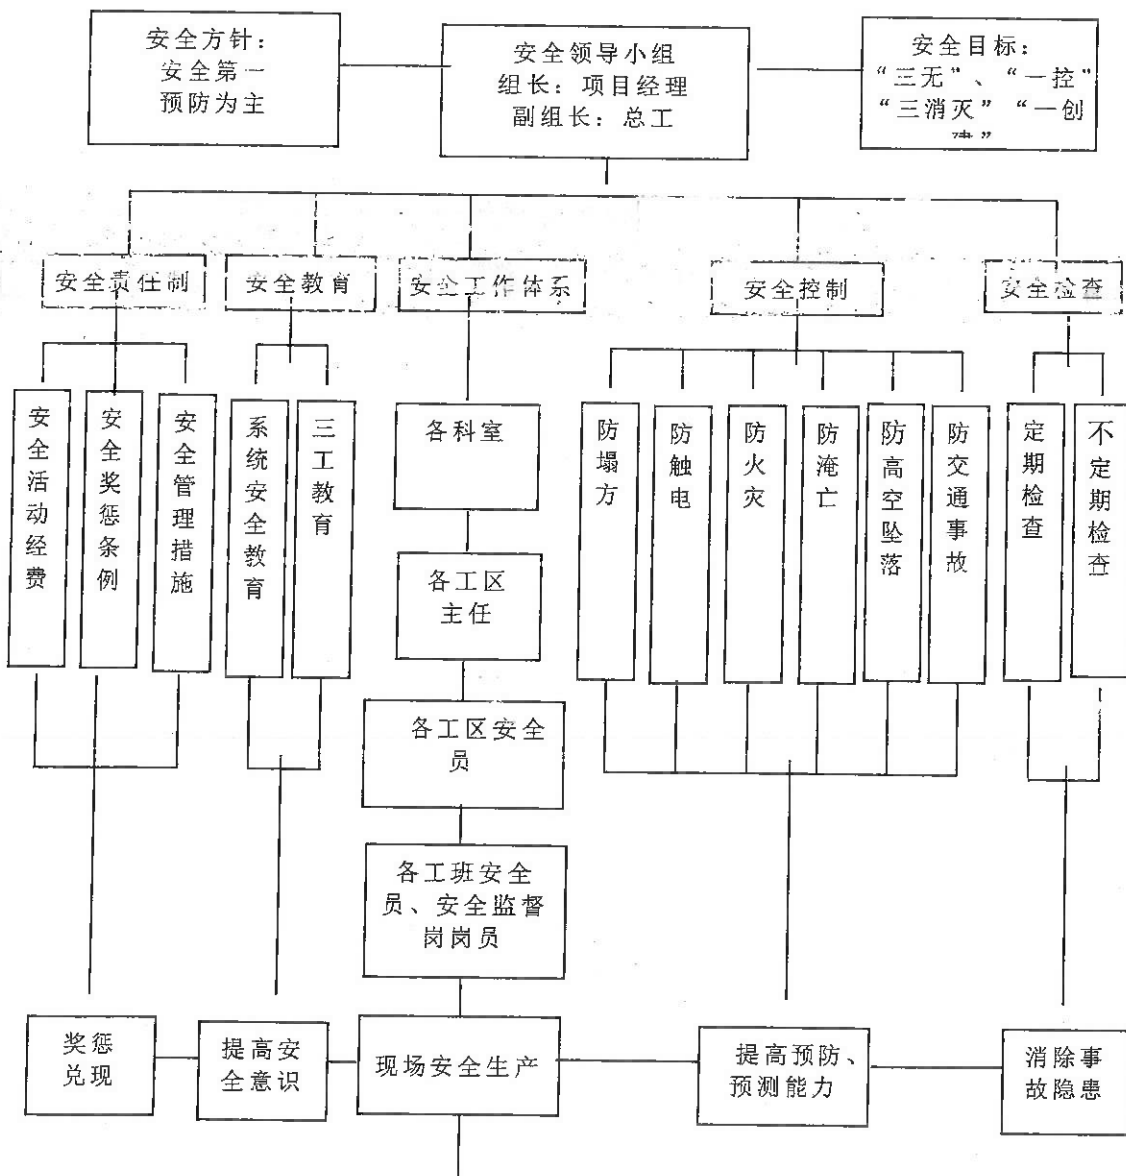 安全方针：
安全第一
预防为主
安全领导小组
组长：项目经理
副组长：总工
安全目标：
“三无”、“一控”
“三消灭”“一创
建”
安全责任制
安全教育
安全工作体系
安全控制
安全检查
安全活动经费
安全奖惩条例
安全管理措施
系统安全教育
三工教育
各科室
各工区
主任
各工区安全
员
各工班安全
员、安全监督
岗岗员
防塌方
防触电
防火灾
防淹亡
防高空坠落
防交通事故
定期检查
不定期检查
奖惩
兑现
提高安
全意识
现场安全生产
提高预防、
预测能力
消除事
故隐患